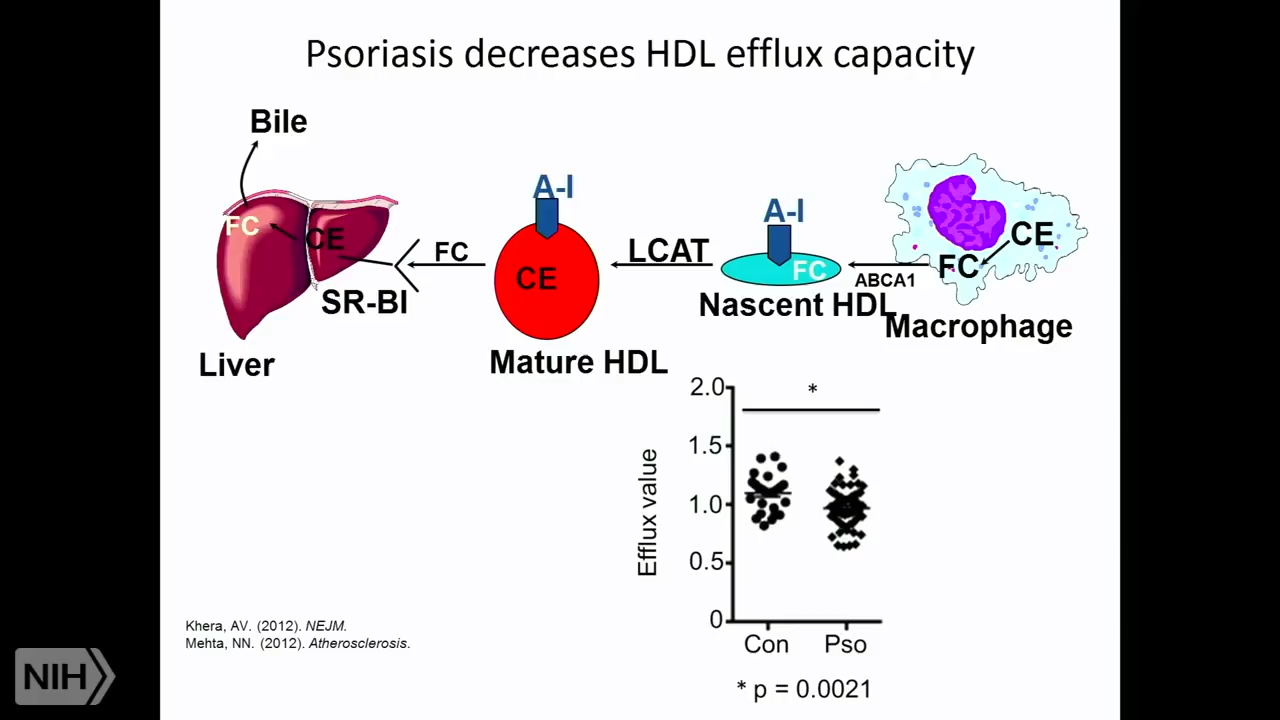 Psoriasis decreases HDL efflux capacity
Bile
A-I
A-I
FC
CE
FC
CE
LCAT
FC
ABCA1
FC
CE
SR-BI
Nascent HDL
Macrophage
Liver
Mature HDL
2.0
*
1.5
1.0
0.5
0
Efflux value
Con
Pso
* p = 0.0021
Khera, AV. (2012). NEJM.
Mehta, NN. (2012). Atherosclerosis.
NIH